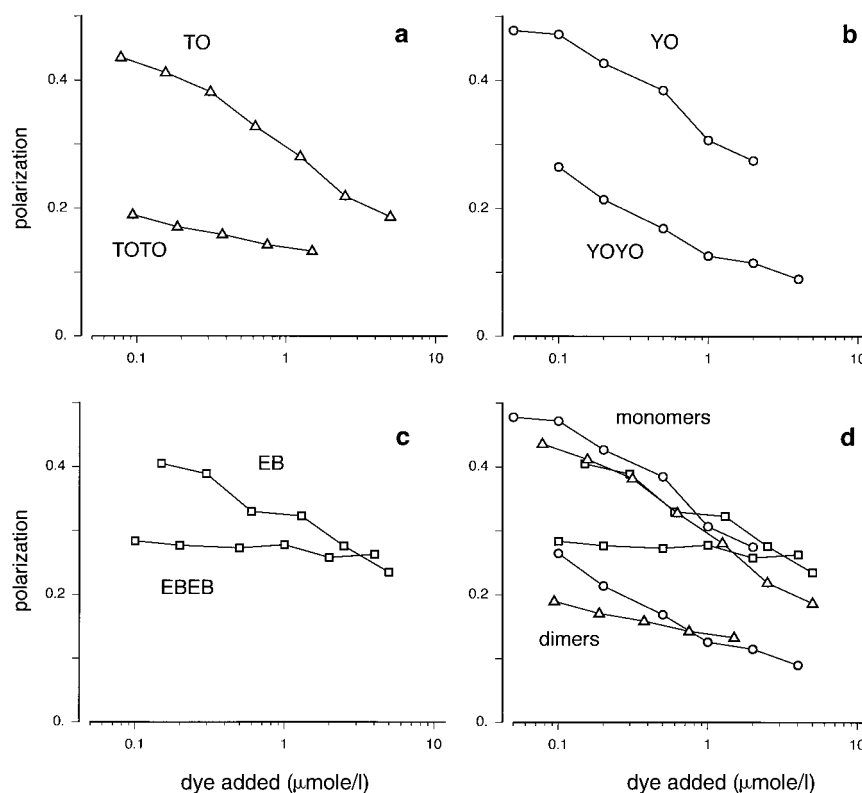 a
TO
0.4
polarization
0.2
TOTO
0.
0.1 1 10
b
YO
0.4
0.2
YOYO
0.
0.1 1 10
c
EB
0.4
polarization
0.2
EBEB
0.
0.1 1 10
dye added (μmole/l)
d
monomers
0.4
0.2
dimers
0.
0.1 1 10
dye added (μmole/l)